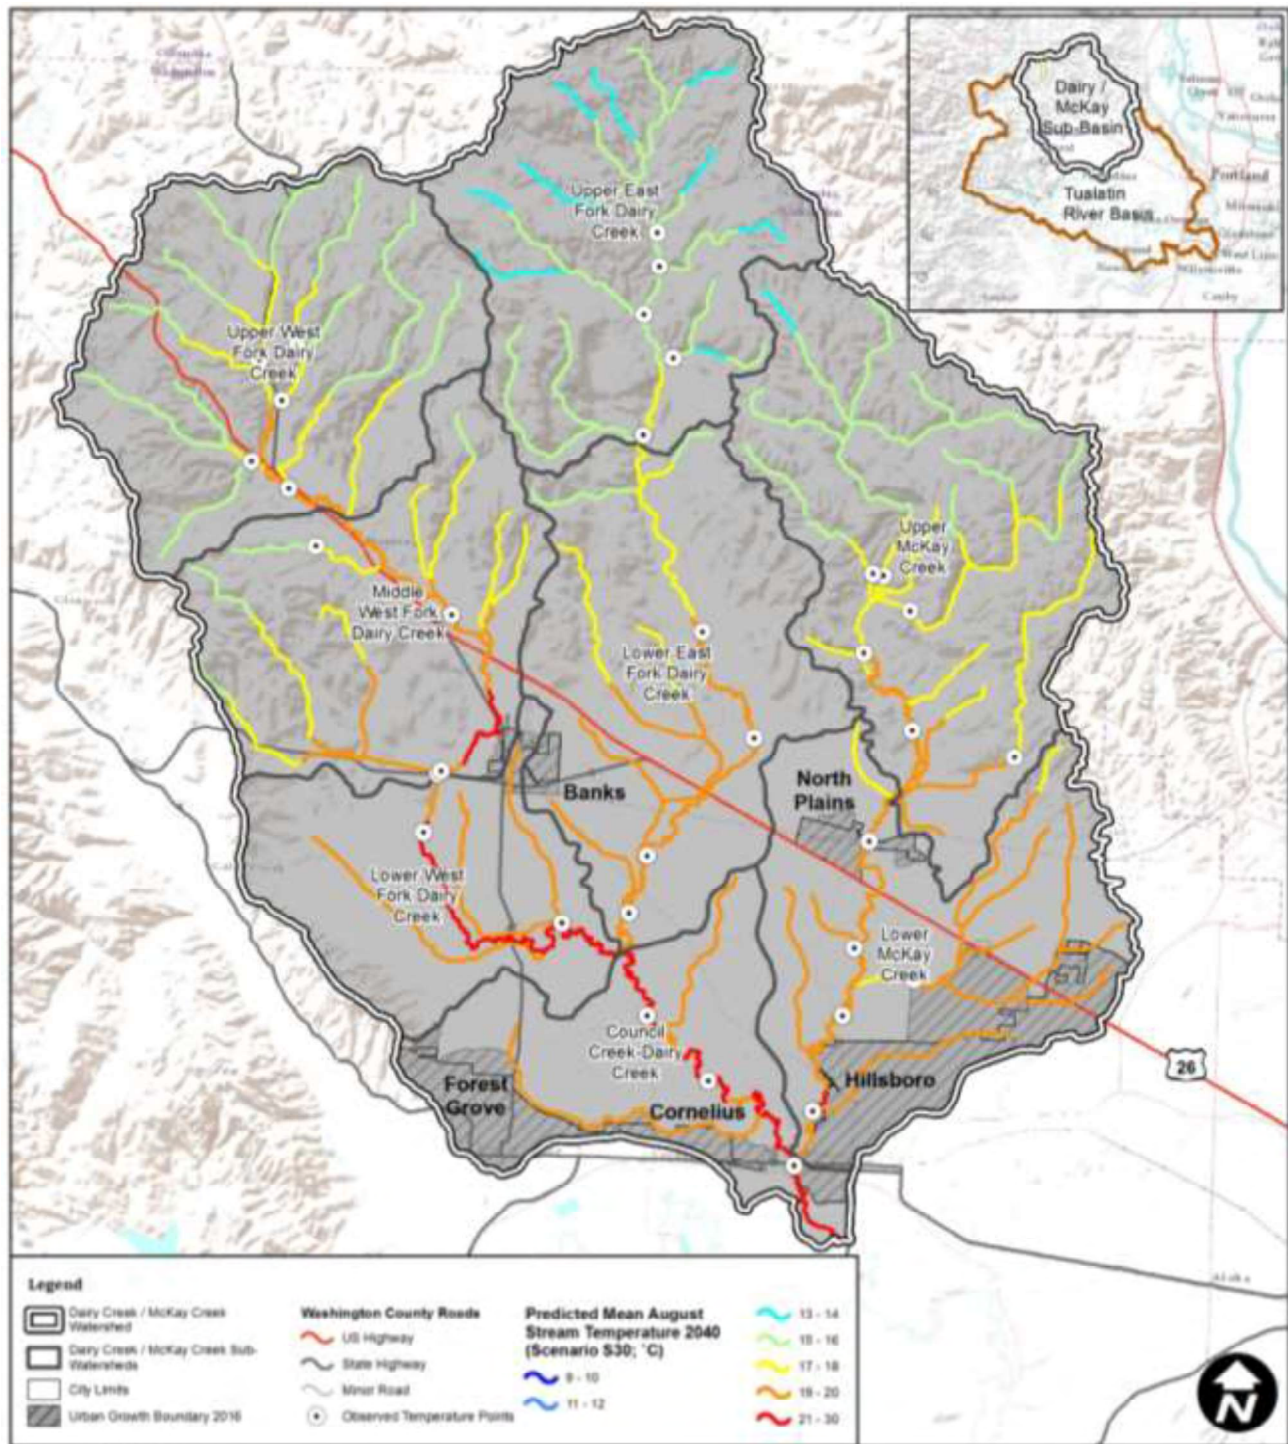 Dairy /
McKay
Sub-Basin
Portland
Tualatin
River Basin
West Linn
Wilsonville
Canby
Upper East
Fork Dairy
Creek
Upper West
Fork Dairy
Creek
Upper
McKay
Creek
Middle
West Fork
Dairy Creek
Lower East
Fork Dairy
Creek
North
Plains
Banks
Lower West
Fork Dairy
Creek
Lower
McKay
Creek
Council
Creek-Dairy
Creek
26
Forest
Grove
Hillsboro
Cornelius
Aloha
Legend
Dairy Creek / McKay Creek
Watershed
Dairy Creek / McKay Creek Sub-
Watersheds
City Limits
Urban Growth Boundary 2016
Washington County Roads
US Highway
State Highway
Minor Road
Observed Temperature Points
Predicted Mean August
Stream Temperature 2040
(Scenario S30; °C)
9 - 10
11 - 12
13 - 14
15 - 16
17 - 18
19 - 20
21 - 30
N